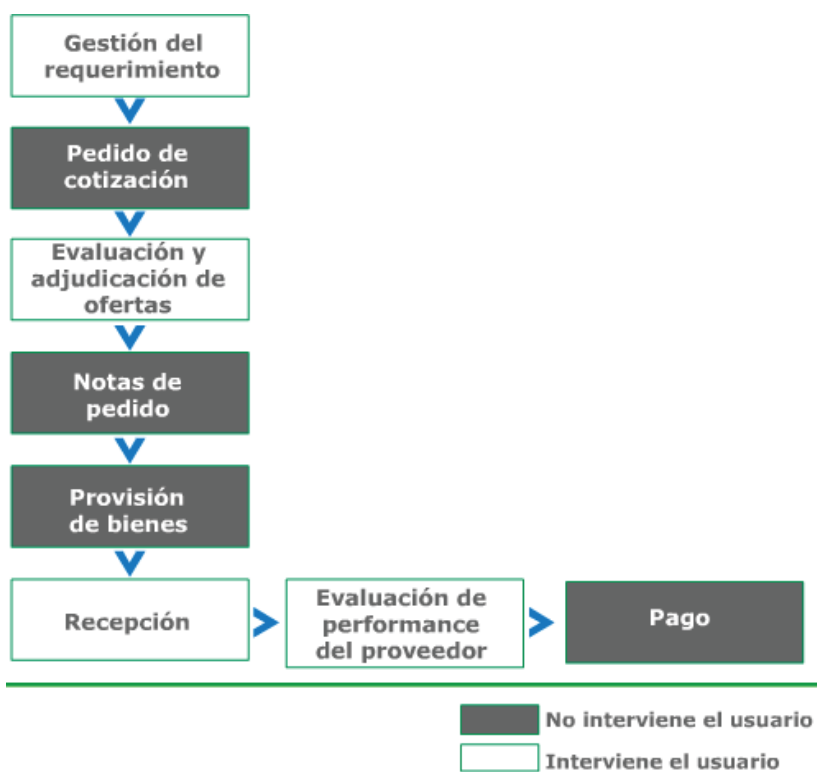 Gestión del
requerimiento
Pedido de
cotización
Evaluación y
adjudicación de
ofertas
Notas de
pedido
Provisión
de bienes
Recepción
Evaluación de
performance
del proveedor
Pago
No interviene el usuario
Interviene el usuario